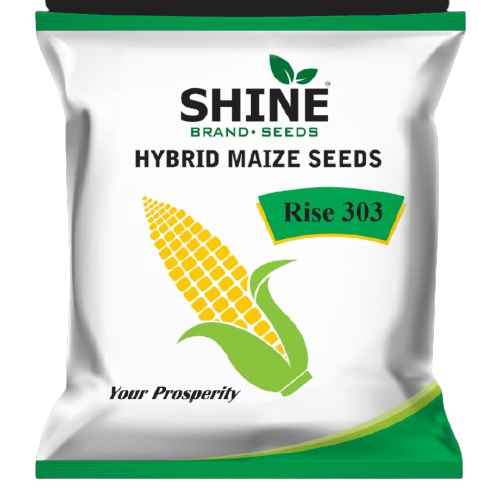 SHINE
BRAND • SEEDS
HYBRID MAIZE SEEDS
Rise 303
Your Prosperity